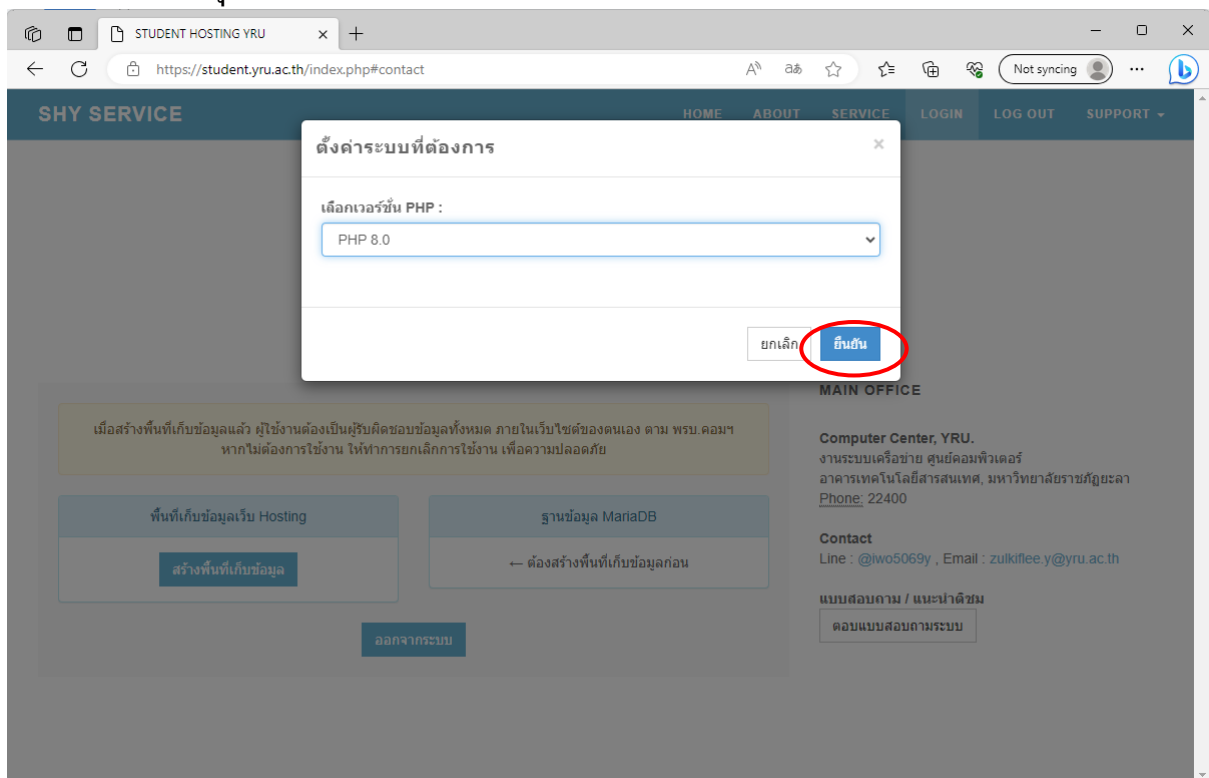 STUDENT HOSTING YRU
https://student.yru.ac.th/index.php#contact
Not syncing
SHY SERVICE
HOME ABOUT SERVICE LOGIN LOG OUT SUPPORT
ตั้งค่าระบบที่ต้องการ
×
เลือกเวอร์ชั่น PHP :
PHP 8.0
ยกเลิก
ยืนยัน
เมื่อสร้างพื้นที่เก็บข้อมูลแล้ว ผู้ใช้งานต้องเป็นผู้รับผิดชอบข้อมูลทั้งหมด ภายในเว็บไซต์ของตนเอง ตาม พรบ.คอมฯ
หากไม่ต้องการใช้งาน ให้ทำการยกเลิกการใช้งาน เพื่อความปลอดภัย
พื้นที่เก็บข้อมูลเว็บ Hosting
สร้างพื้นที่เก็บข้อมูล
ฐานข้อมูล MariaDB
← ต้องสร้างพื้นที่เก็บข้อมูลก่อน
ออกจากระบบ
MAIN OFFICE
Computer Center, YRU.
งานระบบเครือข่าย ศูนย์คอมพิวเตอร์
อาคารเทคโนโลยีสารสนเทศ, มหาวิทยาลัยราชภัฏยะลา
Phone: 22400
Contact
Line : @iwo5069y , Email : zulkiflee.y@yru.ac.th
แบบสอบถาม / แนะนำติชม
ตอบแบบสอบถามระบบ